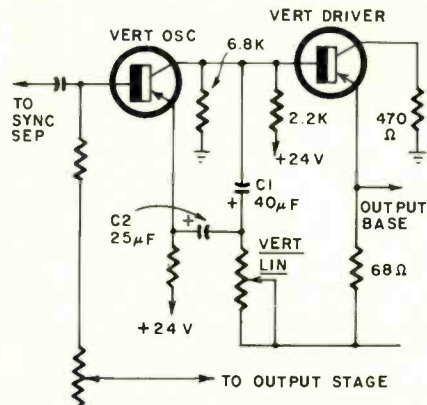 VERT DRIVER
VERT OSC
6.8K
TO
SYNC
SEP
2.2K
470
Ω
+24V
C1
+ 40µF
OUTPUT
BASE
C2
25µF
+
VERT
LIN
68Ω
+24V
TO OUTPUT STAGE